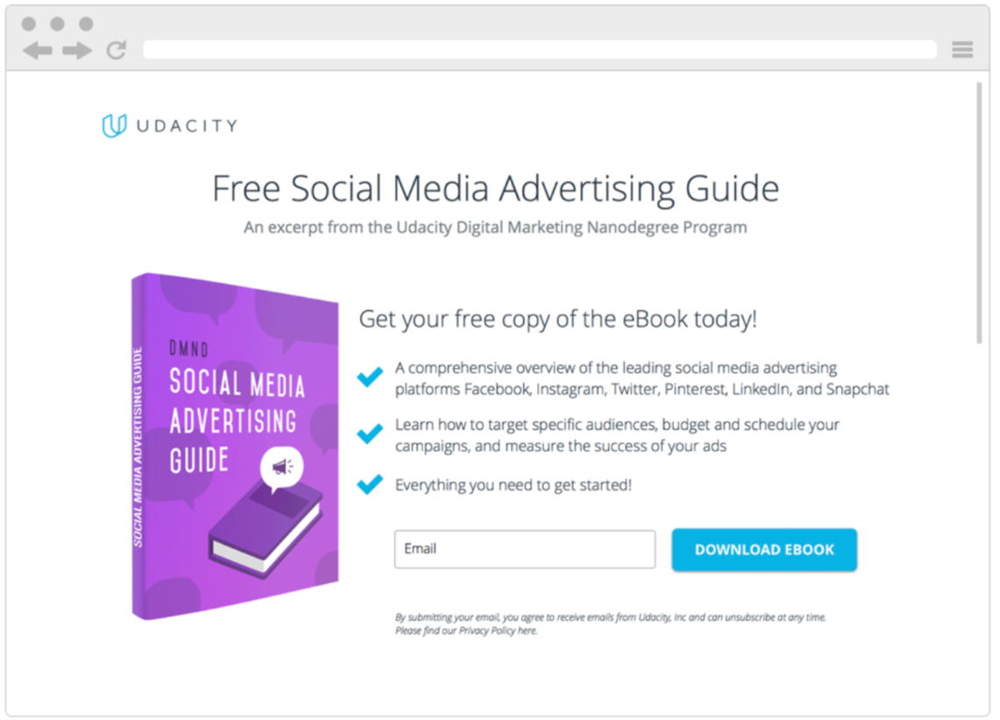 UDACITY
Free Social Media Advertising Guide
An excerpt from the Udacity Digital Marketing Nanodegree Program
SOCIAL MEDIA ADVERTISING GUIDE
DMND
SOCIAL MEDIA
ADVERTISING
GUIDE
Get your free copy of the eBook today!
A comprehensive overview of the leading social media advertising
platforms Facebook, Instagram, Twitter, Pinterest, LinkedIn, and Snapchat
Learn how to target specific audiences, budget and schedule your
campaigns, and measure the success of your ads
Everything you need to get started!
Email
DOWNLOAD EBOOK
By submitting your email, you agree to receive emails from Udacity, Inc and can unsubscribe at any time.
Please find our Privacy Policy here.